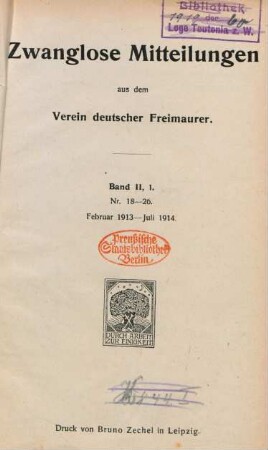 Bibliothek
der
Loge Teutonia z. W.
Zwanglose Mitteilungen
aus dem
Verein deutscher Freimaurer.
Band II, 1.
Nr. 18—26.
Februar 1913—Juli 1914.
Preußische
Staatsbibliothek
Berlin.
DURCH ARBEIT
ZUR EINIGKEIT
Druck von Bruno Zechel in Leipzig.